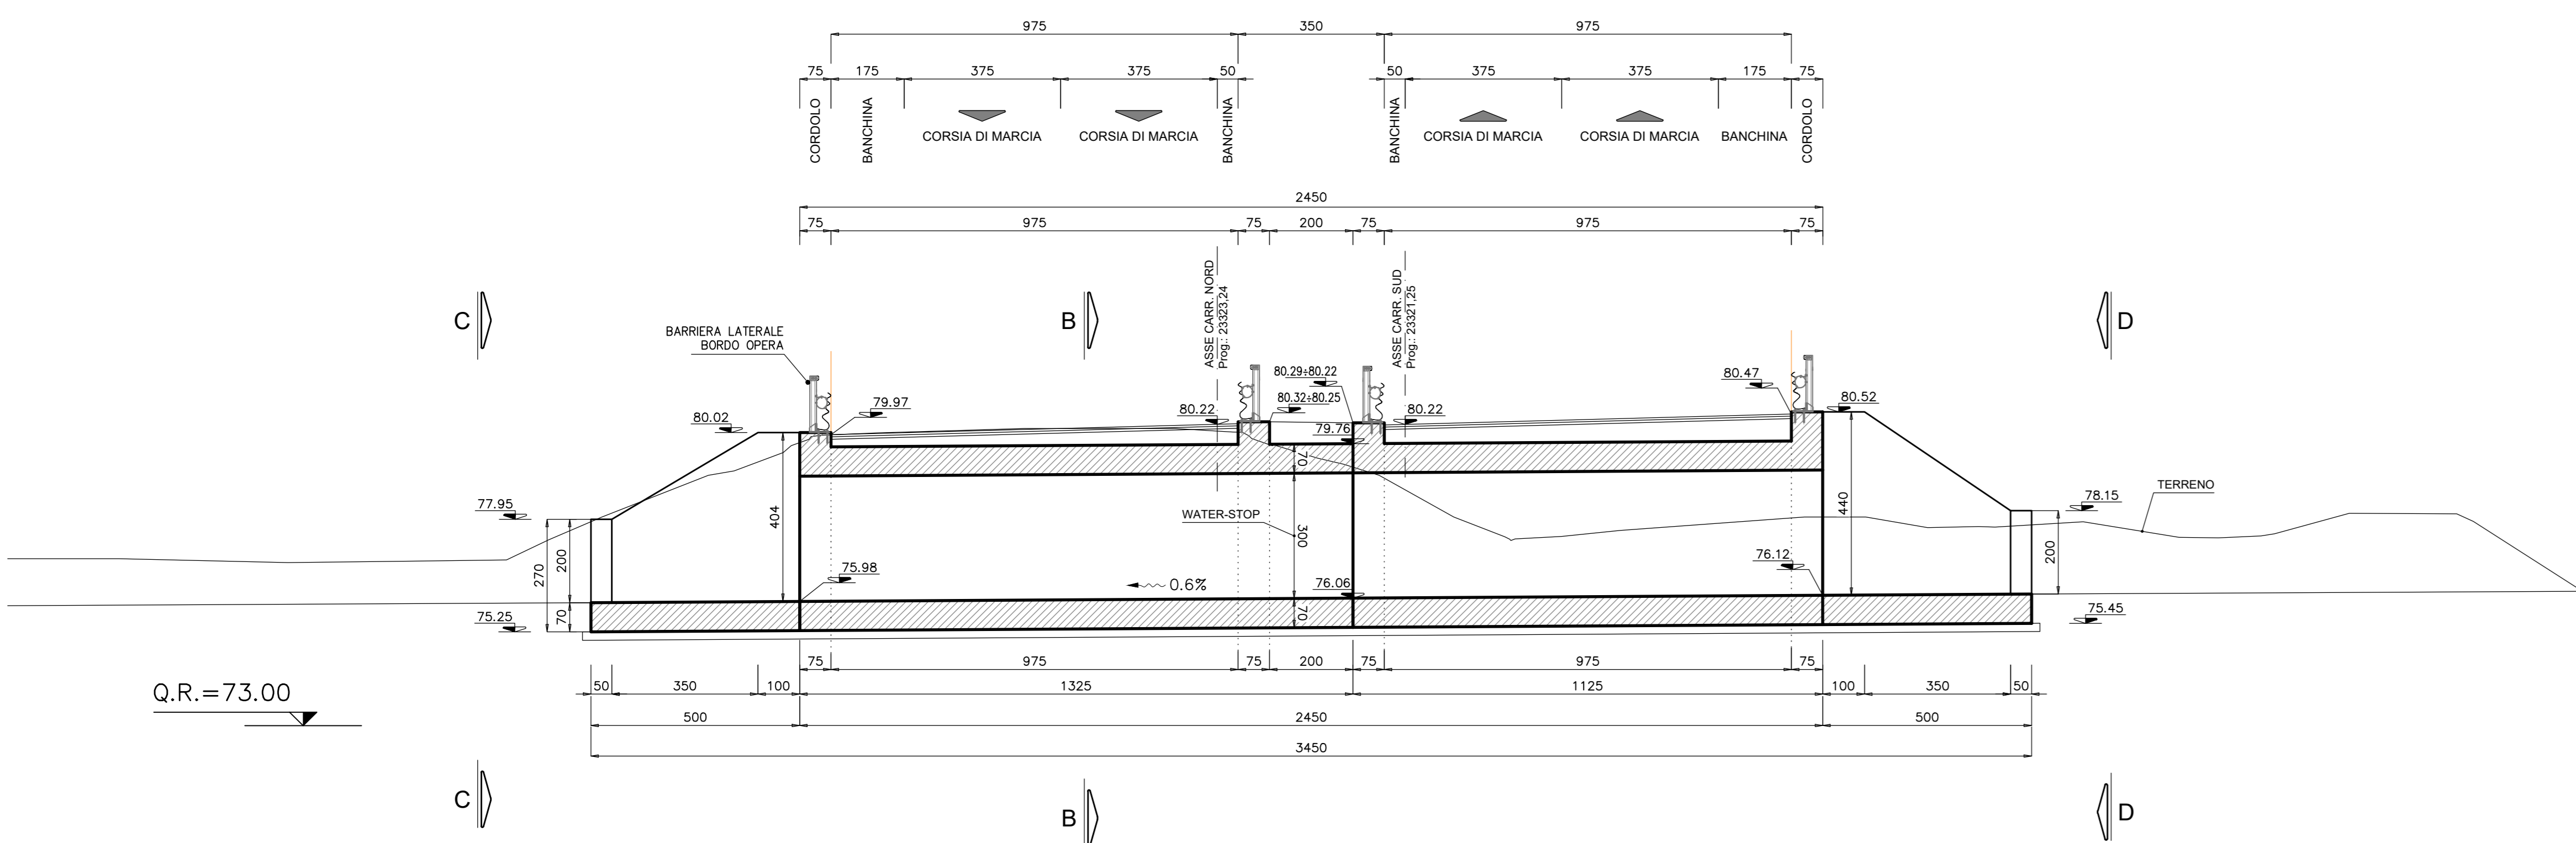 975 350 975
75 175 375 375 50 50 375 375 175 75
CORDOLO
BANCHINA
CORSIA DI MARCIA
CORSIA DI MARCIA
BANCHINA
BANCHINA
CORSIA DI MARCIA
CORSIA DI MARCIA
BANCHINA
CORDOLO
2450
75 975 75 200 75 975 75
ASSE CARR. NORD
Prog.: 23323,24
ASSE CARR. SUD
Prog.: 23321,25
C
B
D
BARRIERA LATERALE
BORDO OPERA
80.02
79.97
80.22
80.29÷80.22
80.32÷80.25
79.76
80.22
80.47
80.52
70
77.95
404
WATER-STOP
300
440
78.15
TERRENO
270
200
75.98
0.6%
76.06
76.12
200
75.25
70
70
75.45
75 975 75 200 75 975 75
Q.R.=73.00
50 350 100 1325 1125 100 350 50
500 2450 500
3450
C
B
D